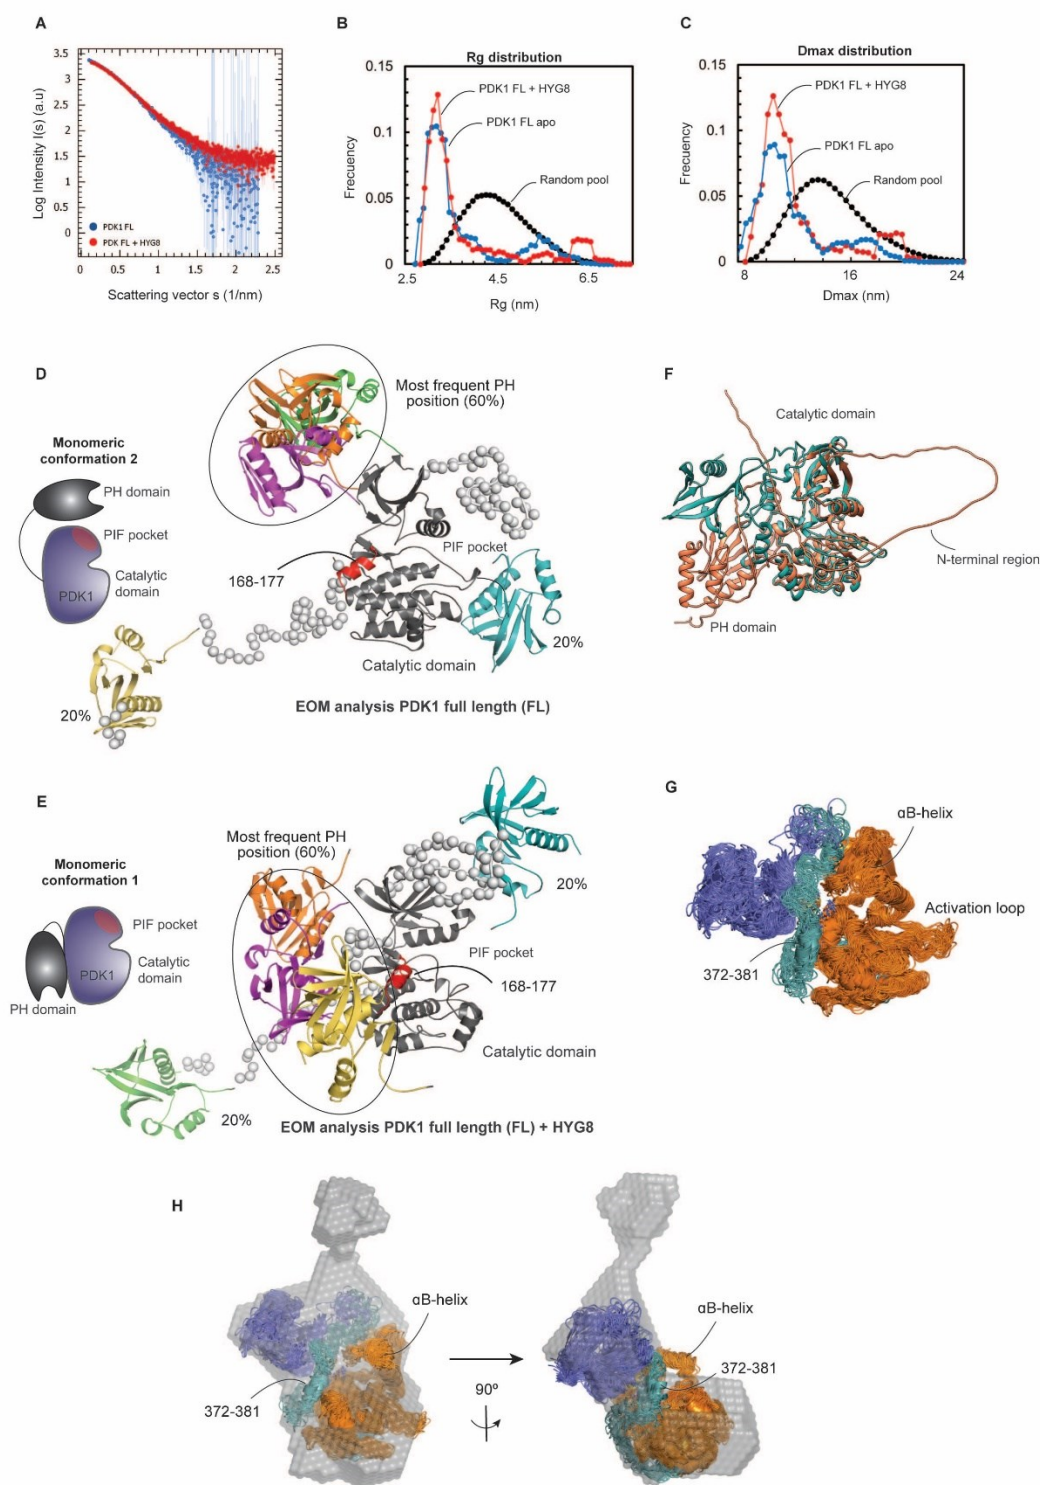 A
3.5
3
2.5
2
1.5
1
0.5
0
Log Intensity I(s) (a.u)
PDK1 FL
PDK FL + HYG8
0
0.5
1
1.5
2
2.5
Scattering vector s (1/nm)
B
Rg distribution
0.15
0.1
0.05
0
Frecuency
PDK1 FL + HYG8
PDK1 FL apo
Random pool
2.5
4.5
6.5
Rg (nm)
C
Dmax distribution
0.15
0.1
0.05
0
Frecuency
PDK1 FL + HYG8
PDK1 FL apo
Random pool
8
16
24
Dmax (nm)
D
Monomeric
conformation 2
PH domain
PIF pocket
Catalytic
domain
PDK1
Most frequent PH
position (60%)
PIF pocket
168-177
Catalytic domain
20%
20%
EOM analysis PDK1 full length (FL)
F
Catalytic domain
N-terminal region
PH domain
E
Monomeric
conformation 1
PIF pocket
PDK1
Catalytic
domain
PH domain
Most frequent PH
position (60%)
20%
PIF pocket
168-177
Catalytic domain
20%
EOM analysis PDK1 full length (FL) + HYG8
G
αB-helix
Activation loop
372-381
H
αB-helix
372-381
90º
αB-helix
372-381